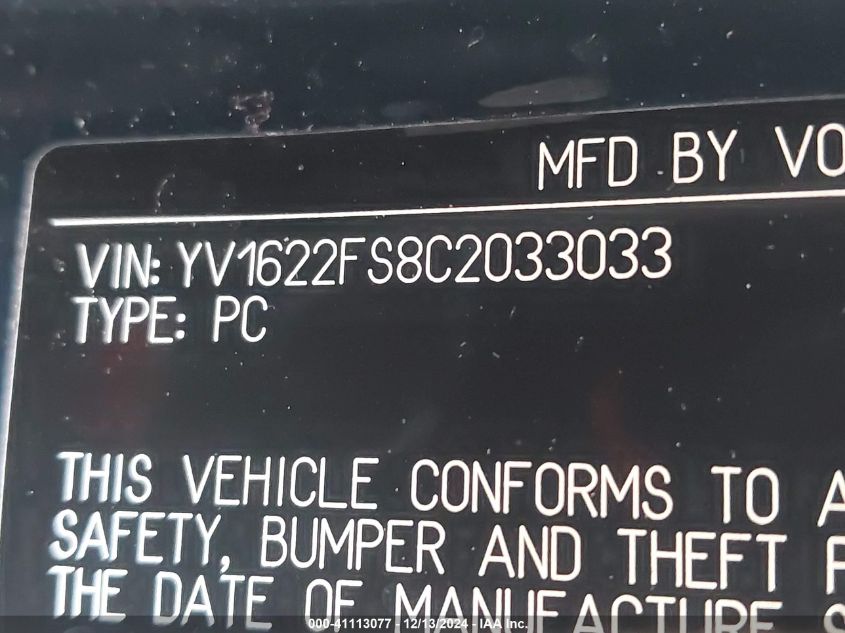 MFD BY VO
VIN: YV1622FS8C2033033
TYPE: PC
THIS VEHICLE CONFORMS TO A
SAFETY, BUMPER AND THEFT P
THE DATE OF MANUFACTURE S
000-41113077 - 12/13/2024 - IAA Inc.